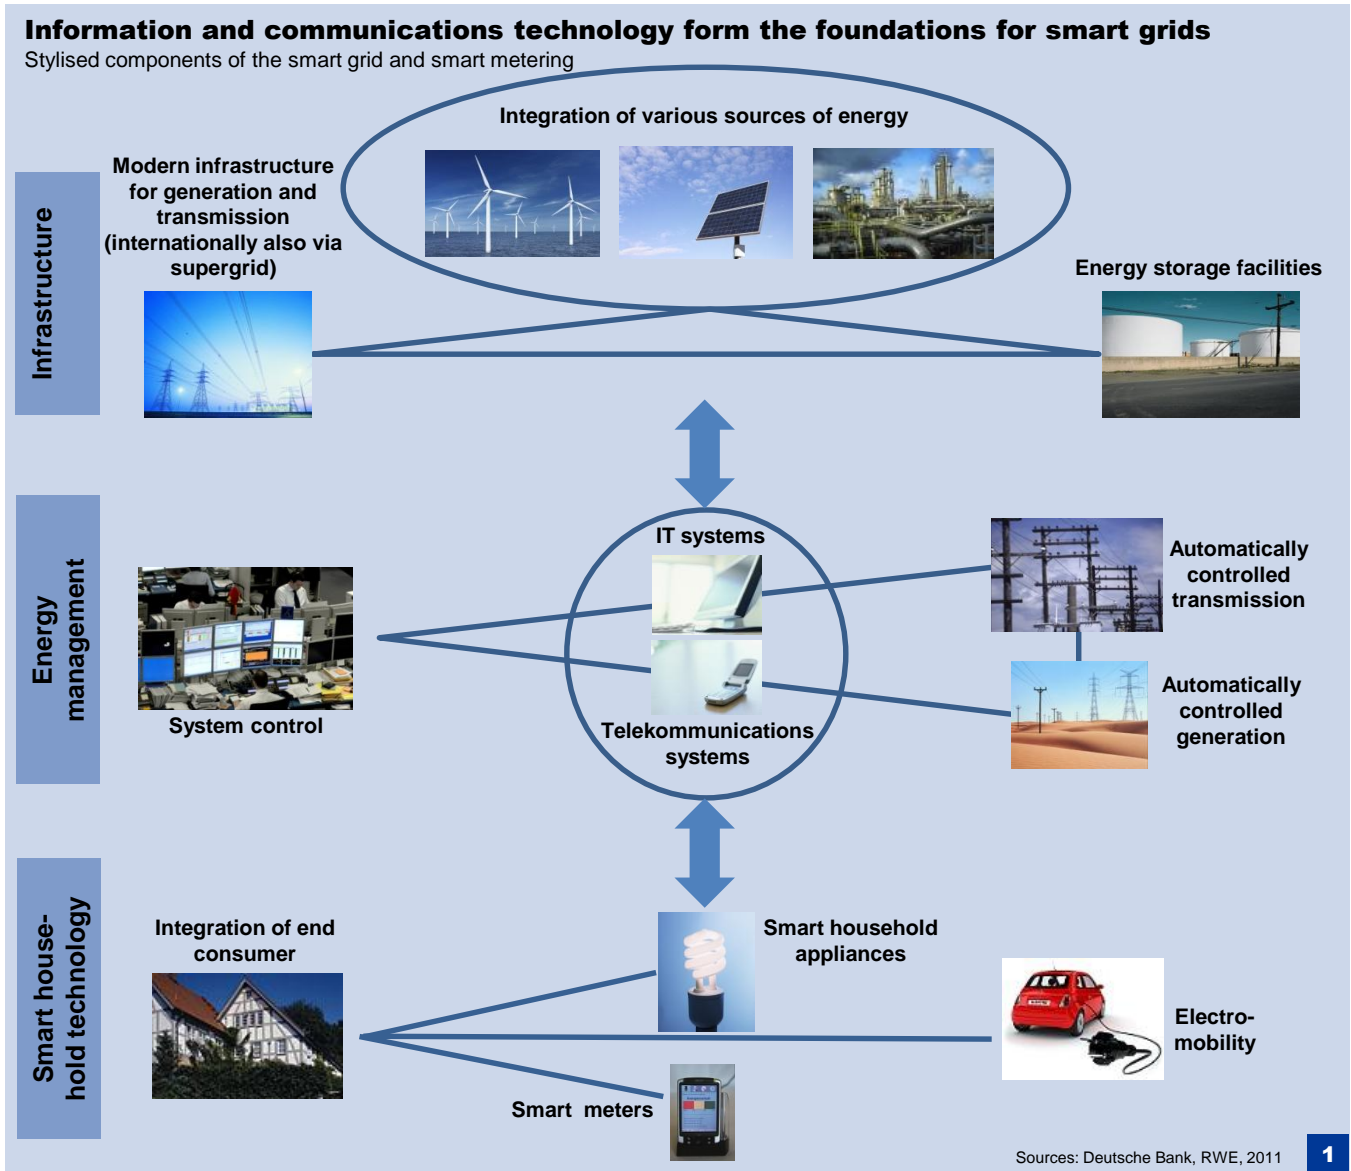 Information and communications technology form the foundations for smart grids
Stylised components of the smart grid and smart metering
Integration of various sources of energy
Modern infrastructure
for generation and
transmission
(internationally also via
supergrid)
Energy storage facilities
Infrastructure
IT systems
Automatically
controlled
transmission
Energy
management
System control
Telekommunications
systems
Automatically
controlled
generation
Smart house-
hold technology
Integration of end
consumer
Smart household
appliances
Electro-
mobility
Smart meters
Sources: Deutsche Bank, RWE, 2011
1